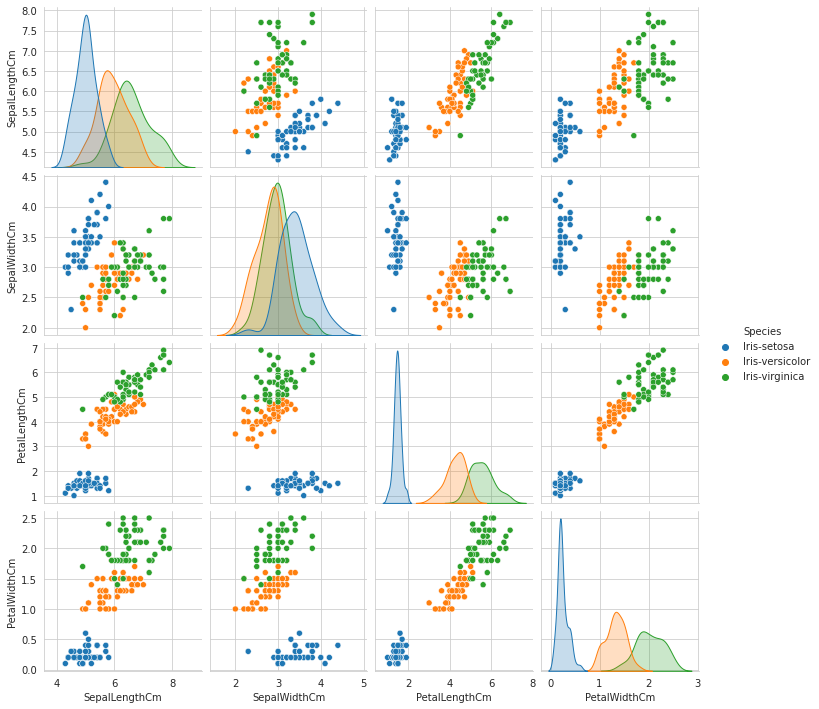 8.0
7.5
7.0
6.5
6.0
5.5
5.0
4.5
SepalLengthCm
4.5
4.0
3.5
3.0
2.5
2.0
SepalWidthCm
Species
Iris-setosa
Iris-versicolor
Iris-virginica
7
6
5
4
3
2
1
PetalLengthCm
2.5
2.0
1.5
1.0
0.5
0.0
PetalWidthCm
4 6 8
2 3 4 5
2 4 6 8
0 1 2 3
SepalLengthCm
SepalWidthCm
PetalLengthCm
PetalWidthCm